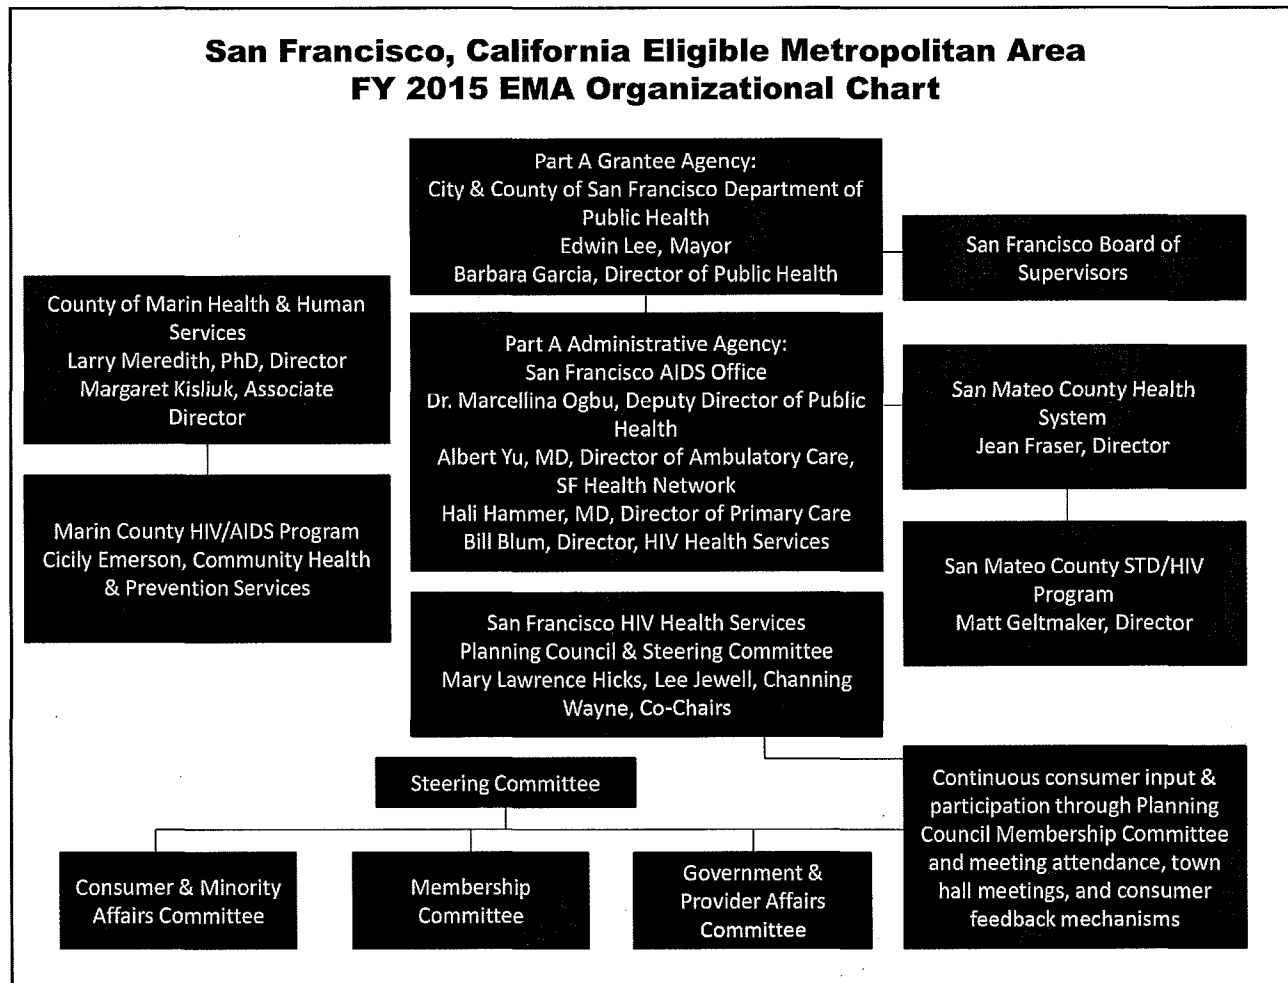 San Francisco, California Eligible Metropolitan Area
FY 2015 EMA Organizational Chart
Part A Grantee Agency:
City & County of San Francisco Department of
Public Health
Edwin Lee, Mayor
Barbara Garcia, Director of Public Health
San Francisco Board of
Supervisors
County of Marin Health & Human
Services
Larry Meredith, PhD, Director
Margaret Kisliuk, Associate
Director
Part A Administrative Agency:
San Francisco AIDS Office
Dr. Marcellina Ogbu, Deputy Director of Public
Health
Albert Yu, MD, Director of Ambulatory Care,
SF Health Network
Hali Hammer, MD, Director of Primary Care
Bill Blum, Director, HIV Health Services
San Mateo County Health
System
Jean Fraser, Director
Marin County HIV/AIDS Program
Cicily Emerson, Community Health
& Prevention Services
San Mateo County STD/HIV
Program
Matt Geltmaker, Director
San Francisco HIV Health Services
Planning Council & Steering Committee
Mary Lawrence Hicks, Lee Jewell, Channing
Wayne, Co-Chairs
Steering Committee
Continuous consumer input &
participation through Planning
Council Membership Committee
and meeting attendance, town
hall meetings, and consumer
feedback mechanisms
Consumer & Minority
Affairs Committee
Membership
Committee
Government &
Provider Affairs
Committee